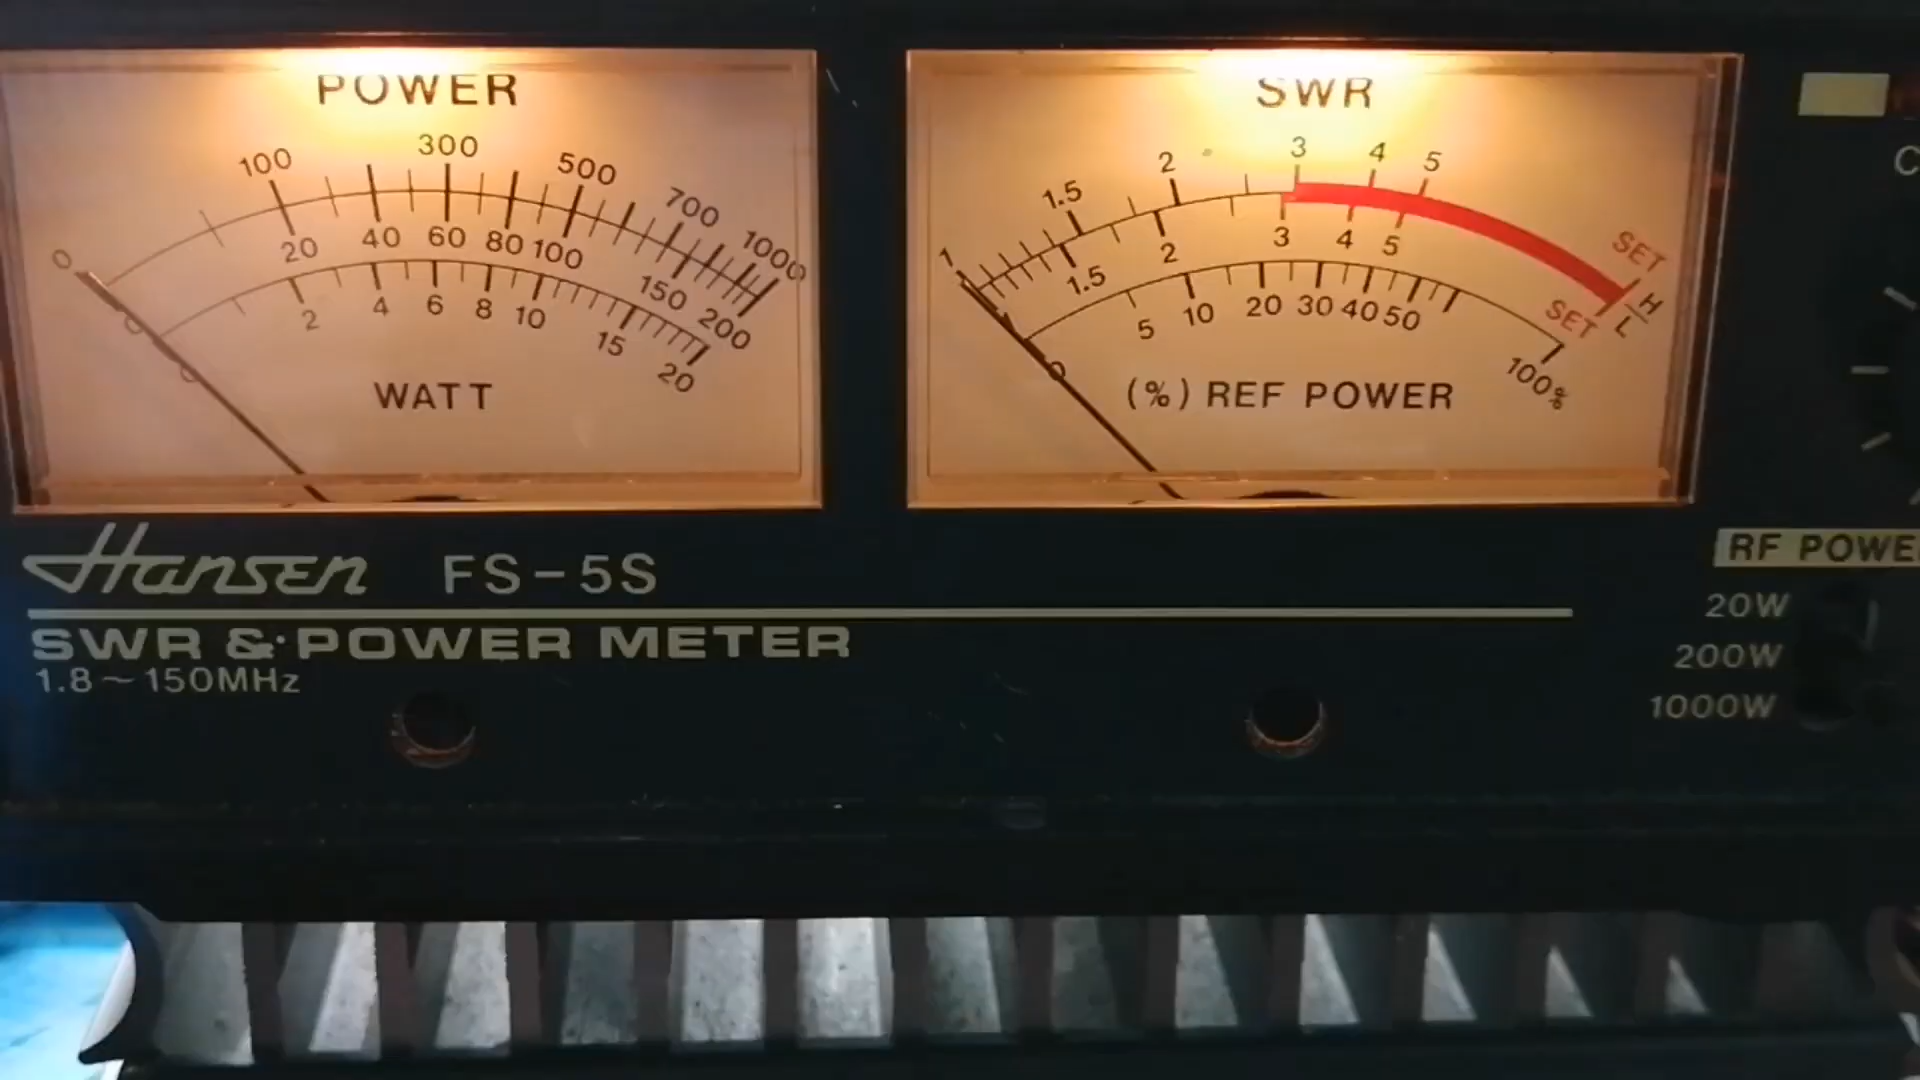 POWER
100 300 500 700 1000
0 20 40 60 80 100 150 200
0 2 4 6 8 10 15 20
0
WATT
SWR
1 1.5 2 3 4 5 SET H
1.5 2 3 4 5 SET L
0 5 10 20 30 40 50 100%
(%) REF POWER
C
Hansen FS-5S
SWR & POWER METER
1.8~150MHz
RF POWE
20W
200W
1000W